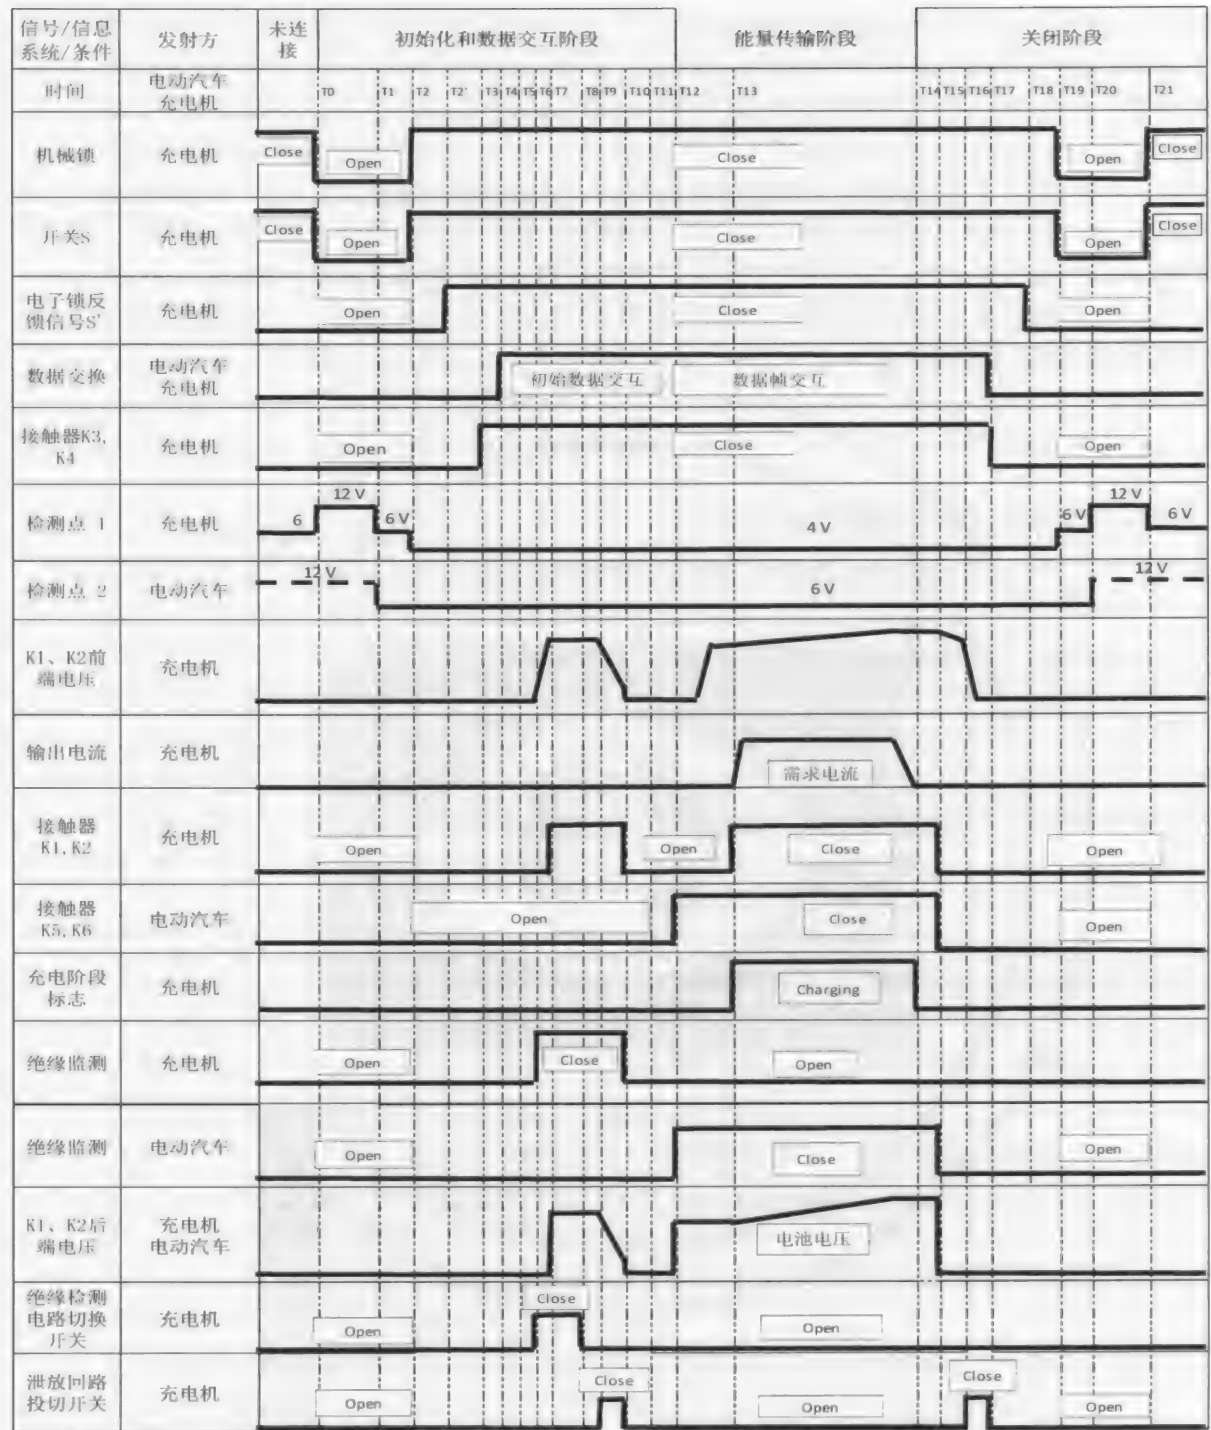 信号/信息
系统/条件
发射方
未连
接
初始化和数据交互阶段
能量传输阶段
关闭阶段
时间
电动汽车
充电机
T0 T1 T2 T2' T3 T4 T5 T6 T7 T8 T9 T10 T11 T12 T13 T14 T15 T16 T17 T18 T19 T20 T21
机械锁
充电机
Close
Open
Close
Open
Close
开关S
充电机
Close
Open
Close
Open
Close
电子锁反
馈信号S'
充电机
Open
Close
Open
数据交换
电动汽车
充电机
初始数据交互
数据帧交互
接触器K3,
K4
充电机
Open
Close
Open
检测点 1
充电机
6
12 V
6 V
4 V
6 V
12 V
6 V
检测点 2
电动汽车
12 V
6 V
12 V
K1、K2前
端电压
充电机
输出电流
充电机
需求电流
接触器
K1,K2
充电机
Open
Open
Close
Open
接触器
K5,K6
电动汽车
Open
Close
Open
充电阶段
标志
充电机
Charging
绝缘监测
充电机
Open
Close
Open
绝缘监测
电动汽车
Open
Close
Open
K1、K2后
端电压
充电机
电动汽车
电池电压
绝缘检测
电路切换
开关
充电机
Open
Close
Open
泄放回路
投切开关
充电机
Open
Close
Open
Close
Open